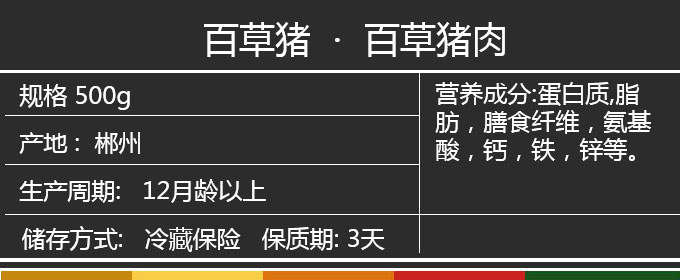 百草猪 · 百草猪肉
规格 500g
产地： 郴州
生产周期: 12月龄以上
储存方式: 冷藏保险 保质期: 3天
营养成分:蛋白质,脂
肪，膳食纤维，氨基
酸，钙，铁，锌等。